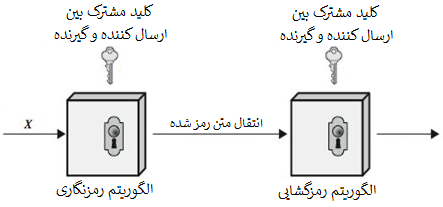 کلید مشترک بین
ارسال کننده و گیرنده
کلید مشترک بین
ارسال کننده و گیرنده
X
انتقال متن رمز شده
الگوریتم رمزنگاری
الگوریتم رمزگشایی